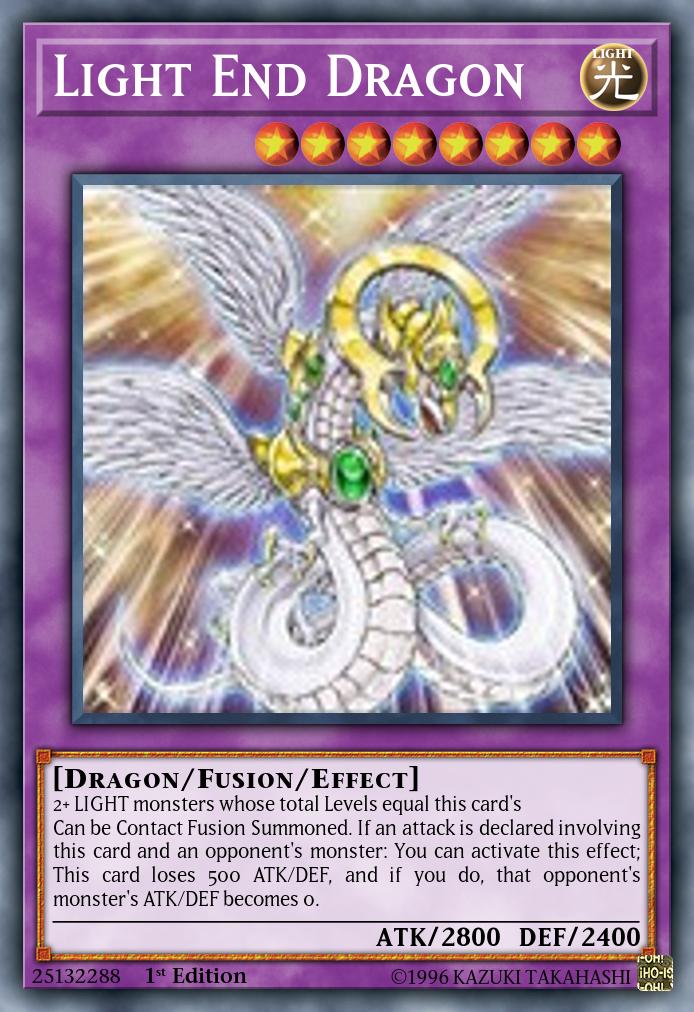 LIGHT END DRAGON
LIGHT
光
[DRAGON/FUSION/EFFECT]
2+ LIGHT monsters whose total Levels equal this card's
Can be Contact Fusion Summoned. If an attack is declared involving
this card and an opponent's monster: You can activate this effect;
This card loses 500 ATK/DEF, and if you do, that opponent's
monster's ATK/DEF becomes 0.
ATK/2800 DEF/2400
25132288 1st Edition ©1996 KAZUKI TAKAHASHI